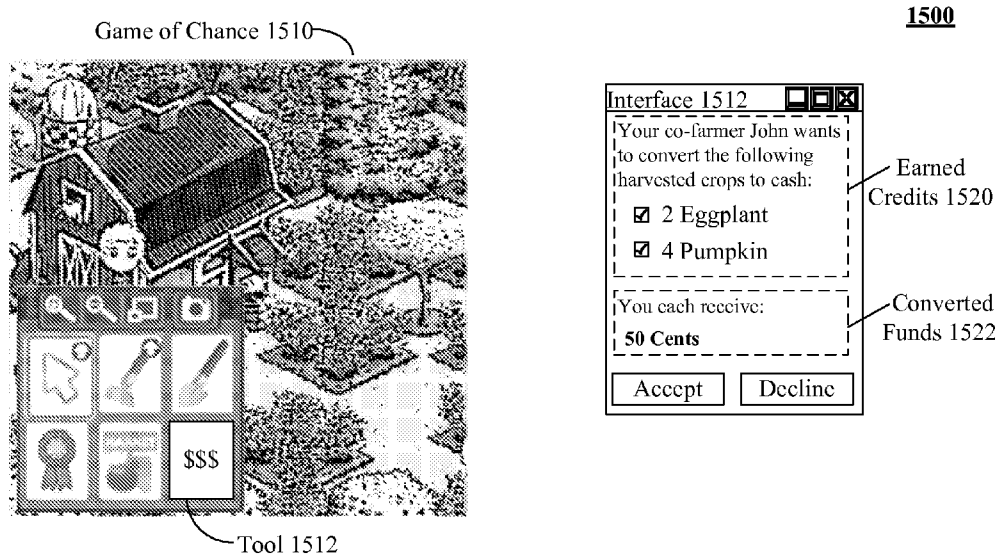 1500
Game of Chance 1510
Interface 1512
Your co-farmer John wants
to convert the following
harvested crops to cash:
2 Eggplant
4 Pumpkin
Earned
Credits 1520
You each receive:
50 Cents
Converted
Funds 1522
Accept
Decline
$$$
Tool 1512